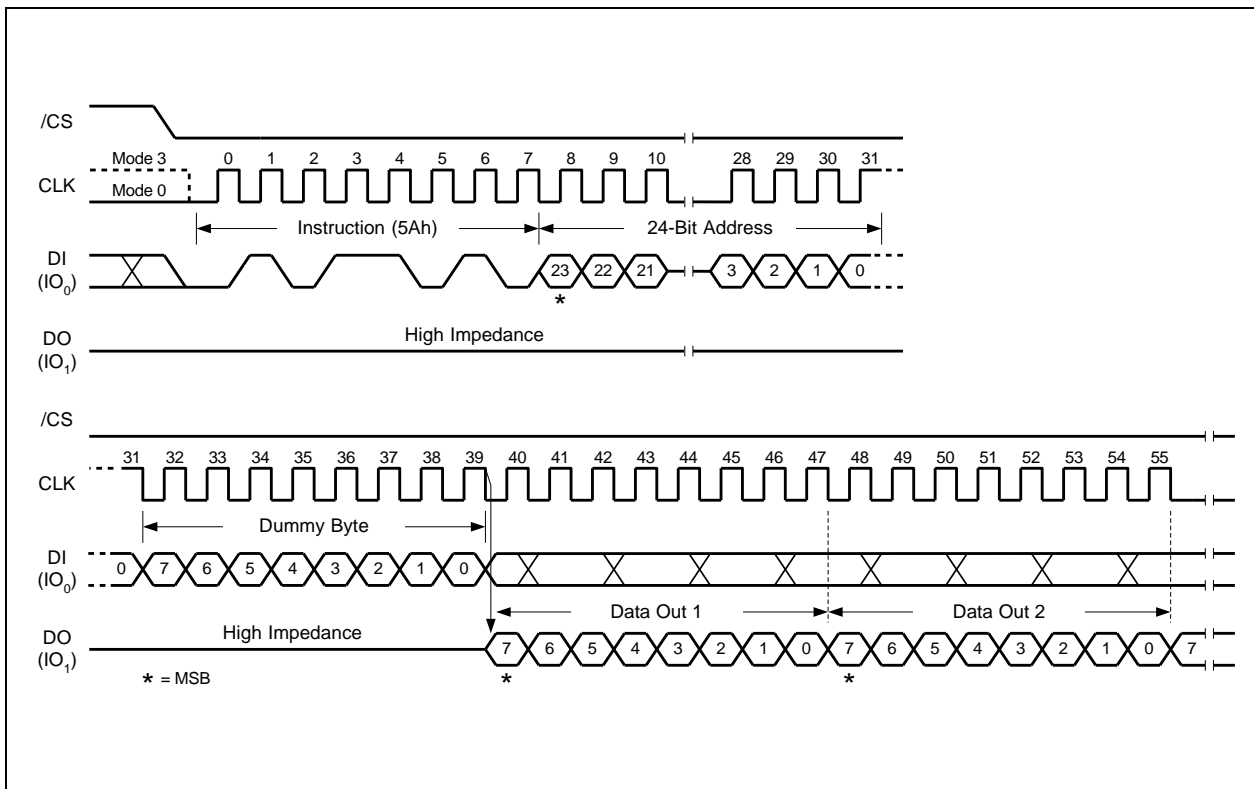 /CS
Mode 3 0 1 2 3 4 5 6 7 8 9 10 28 29 30 31
CLK Mode 0
Instruction (5Ah) 24-Bit Address
DI
(IO0) 23 22 21 3 2 1 0
*
High Impedance
DO
(IO1)
/CS
31 32 33 34 35 36 37 38 39 40 41 42 43 44 45 46 47 48 49 50 51 52 53 54 55
CLK
Dummy Byte
DI
(IO0) 0 7 6 5 4 3 2 1 0
Data Out 1 Data Out 2
High Impedance
DO
(IO1) 7 6 5 4 3 2 1 0 7 6 5 4 3 2 1 0 7
* = MSB * *